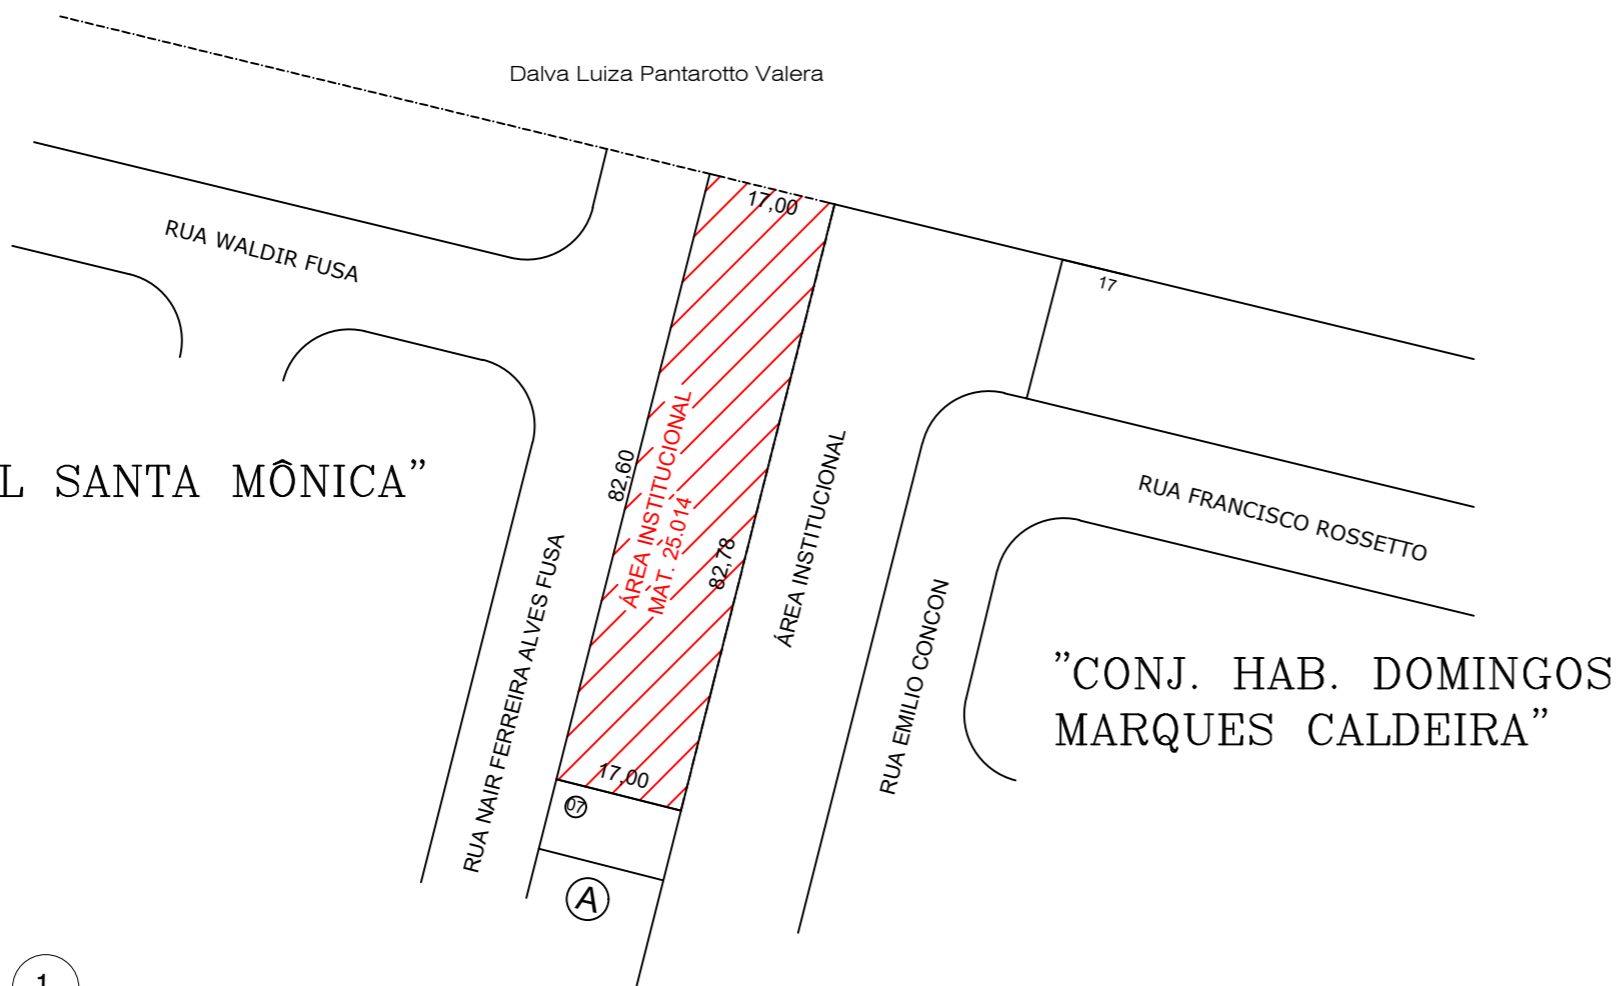 Dalva Luiza Pantarotto Valera
17,00
RUA WALDIR FUSA
17
82,60
ÁREA INSTITUCIONAL
MAT. 25.014
82,78
ÁREA INSTITUCIONAL
L SANTA MÔNICA”
RUA FRANCISCO ROSSETTO
RUA NAIR FERREIRA ALVES FUSA
RUA EMILIO CONCON
”CONJ. HAB. DOMINGOS
MARQUES CALDEIRA”
17,00
07
A
1